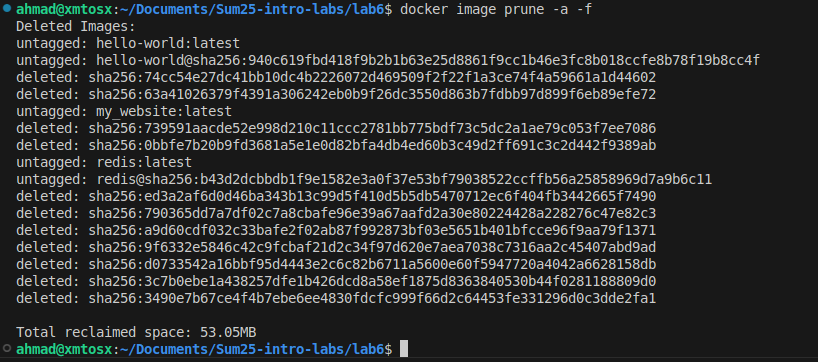 ahmad@xmtosx:~/Documents/Sum25-intro-labs/lab6$ docker image prune -a -f
Deleted Images:
untagged: hello-world:latest
untagged: hello-world@sha256:940c619fbd418f9b2b1b63e25d8861f9cc1b46e3fc8b018ccfe8b78f19b8cc4f
deleted: sha256:74cc54e27dc41bb10dc4b2226072d469509f2f22f1a3ce74f4a59661a1d44602
deleted: sha256:63a41026379f4391a306242eb0b9f26dc3550d863b7fdbb97d899f6eb89efe72
untagged: my_website:latest
deleted: sha256:739591aacde52e998d210c11ccc2781bb775bdf73c5dc2a1ae79c053f7ee7086
deleted: sha256:0bbfe7b20b9fd3681a5e1e0d82bfa4db4ed60b3c49d2ff691c3c2d442f9389ab
untagged: redis:latest
untagged: redis@sha256:b43d2dcbbdb1f9e1582e3a0f37e53bf79038522ccffb56a25858969d7a9b6c11
deleted: sha256:ed3a2af6d0d46ba343b13c99d5f410d5b5db5470712ec6f404fb3442665f7490
deleted: sha256:790365dd7a7df02c7a8cbafe96e39a67aafd2a30e80224428a228276c47e82c3
deleted: sha256:a9d60cdf032c33bafe2f02ab87f992873bf03e5651b401bfcce96f9aa79f1371
deleted: sha256:9f6332e5846c42c9fcbaf21d2c34f97d620e7aea7038c7316aa2c45407abd9ad
deleted: sha256:d0733542a16bbf95d4443e2c6c82b6711a5600e60f5947720a4042a6628158db
deleted: sha256:3c7b0ebe1a438257dfe1b426dcd8a58ef1875d8363840530b44f0281188809d0
deleted: sha256:3490e7b67ce4f4b7ebe6ee4830fdcfc999f66d2c64453fe331296d0c3dde2fa1
Total reclaimed space: 53.05MB
ahmad@xmtosx:~/Documents/Sum25-intro-labs/lab6$